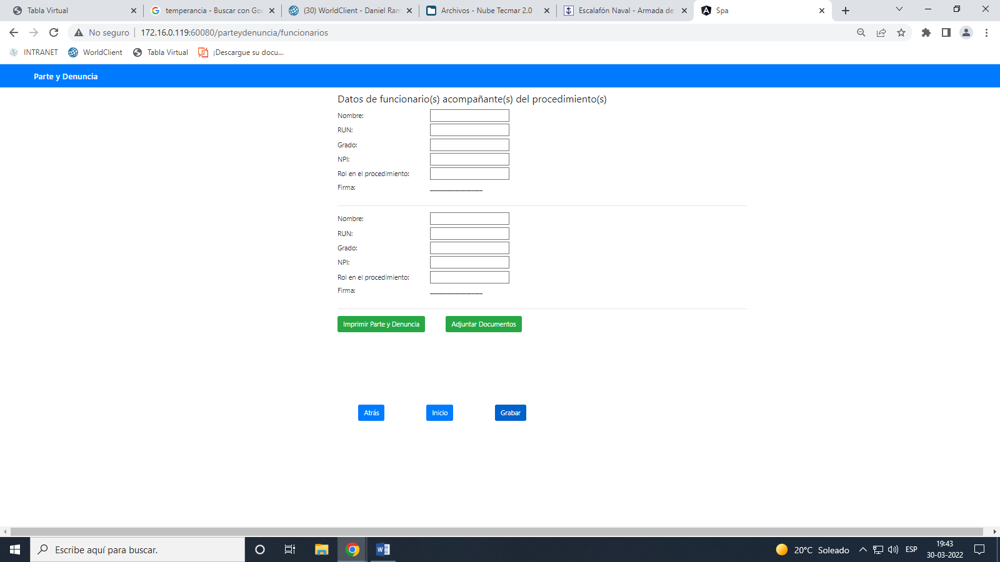 Tabla Virtual
temperancia - Buscar con Goo
(30) WorldClient - Daniel Ram
Archivos - Nube Tecmar 2.0
Escalafón Naval - Armada de
Spa
No seguro
172.16.0.119:60080/parteydenuncia/funcionarios
INTRANET
WorldClient
Tabla Virtual
¡Descargue su docu...
Parte y Denuncia
Datos de funcionario(s) acompañante(s) del procedimiento(s)
Nombre:
RUN:
Grado:
NPI:
Rol en el procedimiento:
Firma: ___________________
Nombre:
RUN:
Grado:
NPI:
Rol en el procedimiento:
Firma: ___________________
Imprimir Parte y Denuncia
Adjuntar Documentos
Atrás
Inicio
Grabar
Escribe aquí para buscar.
20°C Soleado
ESP
19:43
30-03-2022